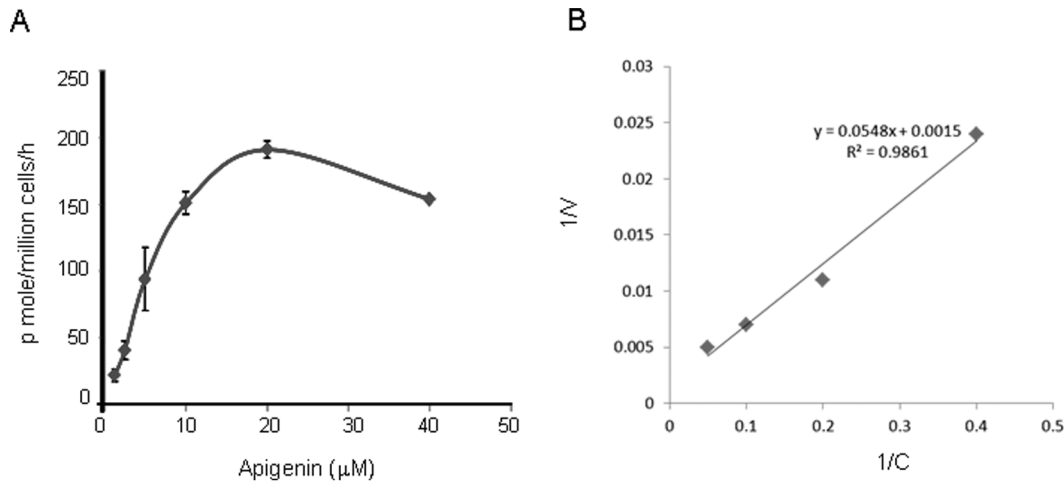 A
250
200
150
100
50
0
p mole/million cells/h
0 10 20 30 40 50
Apigenin (μM)
B
0.03
0.025
0.02
0.015
0.01
0.005
0
1/V
y = 0.0548x + 0.0015
R² = 0.9861
0 0.1 0.2 0.3 0.4 0.5
1/C